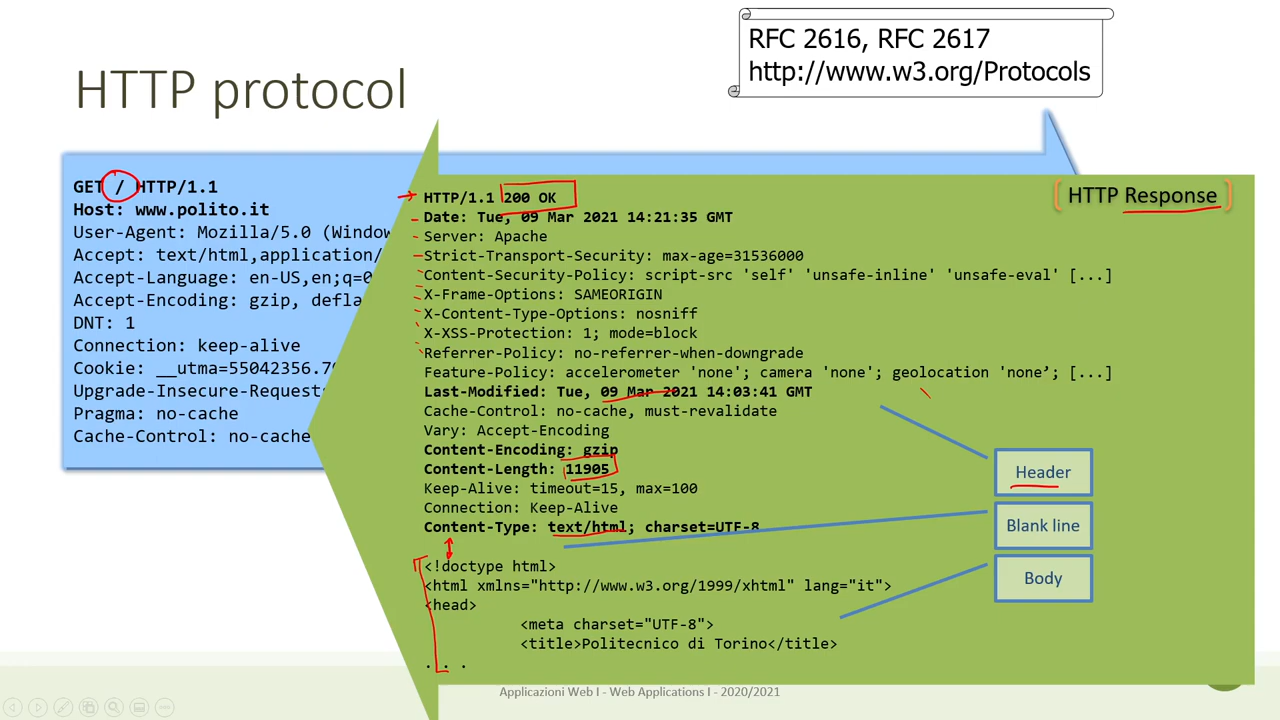 RFC 2616, RFC 2617
http://www.w3.org/Protocols
HTTP protocol
GET / HTTP/1.1
Host: www.polito.it
User-Agent: Mozilla/5.0 (Window
Accept: text/html,application/
Accept-Language: en-US,en;q=0
Accept-Encoding: gzip, defla
DNT: 1
Connection: keep-alive
Cookie: __utma=55042356.79
Upgrade-Insecure-Requests
Pragma: no-cache
Cache-Control: no-cache
HTTP Response
HTTP/1.1 200 OK
Date: Tue, 09 Mar 2021 14:21:35 GMT
Server: Apache
Strict-Transport-Security: max-age=31536000
Content-Security-Policy: script-src 'self' 'unsafe-inline' 'unsafe-eval' [...]
X-Frame-Options: SAMEORIGIN
X-Content-Type-Options: nosniff
X-XSS-Protection: 1; mode=block
Referrer-Policy: no-referrer-when-downgrade
Feature-Policy: accelerometer 'none'; camera 'none'; geolocation 'none’; [...]
Last-Modified: Tue, 09 Mar 2021 14:03:41 GMT
Cache-Control: no-cache, must-revalidate
Vary: Accept-Encoding
Content-Encoding: gzip
Content-Length: 11905
Keep-Alive: timeout=15, max=100
Connection: Keep-Alive
Content-Type: text/html; charset=UTF-8
<!doctype html>
<html xmlns="http://www.w3.org/1999/xhtml" lang="it">
<head>
<meta charset="UTF-8">
<title>Politecnico di Torino</title>
. . .
Header
Blank line
Body
Applicazioni Web I - Web Applications I - 2020/2021